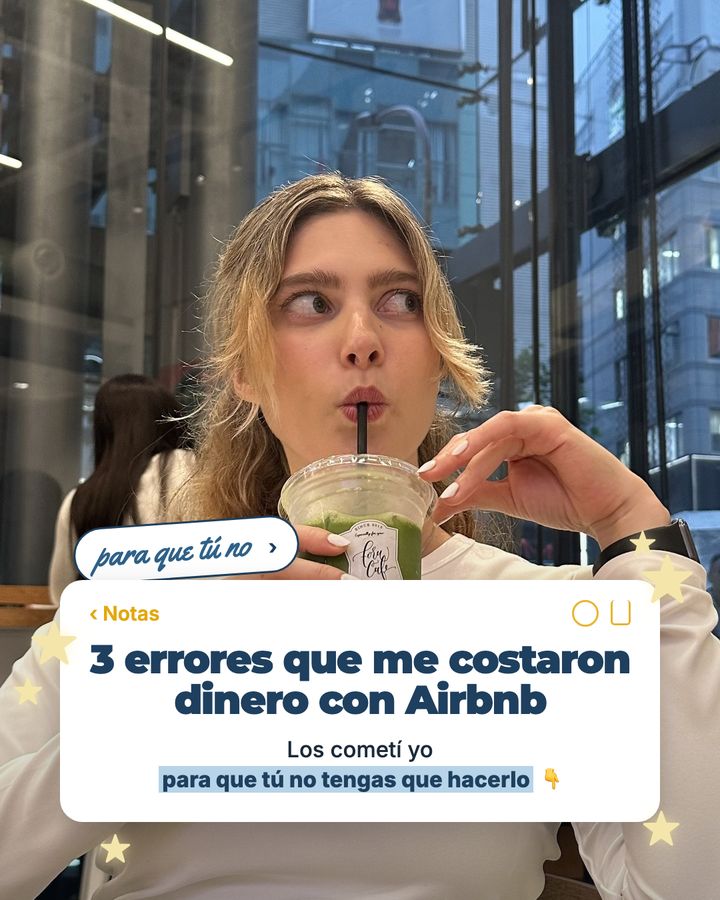 para que tú no ›
‹ Notas
3 errores que me costaron
dinero con Airbnb
Los cometí yo
para que tú no tengas que hacerlo 👇